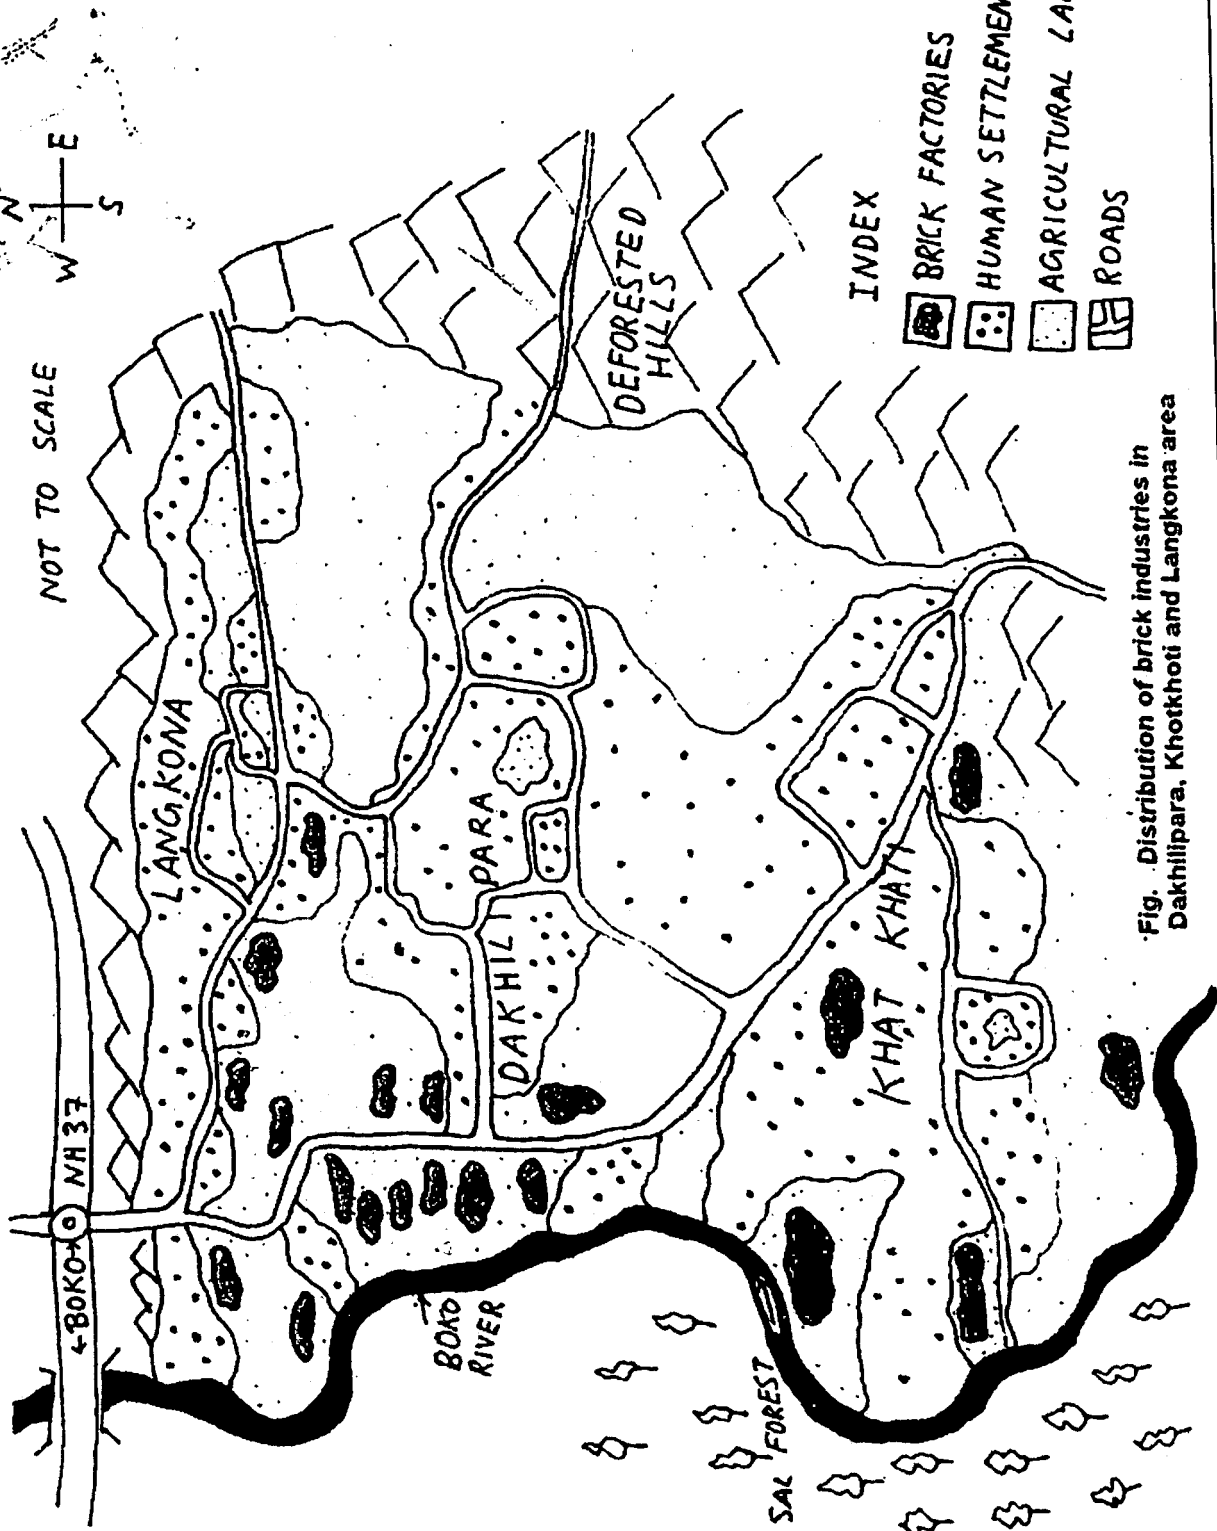 N
W E
S
NOT TO SCALE
NH 37
←BOKO
LANGKONA
DAKHILI PARA
KHAT KHATI
DEFORESTED
HILLS
BOKO
RIVER
SAL FOREST
INDEX
BRICK FACTORIES
HUMAN SETTLEMEN
AGRICULTURAL LA
ROADS
Fig. Distribution of brick industries in
Dakhilipara, Khotkhoti and Langkona area